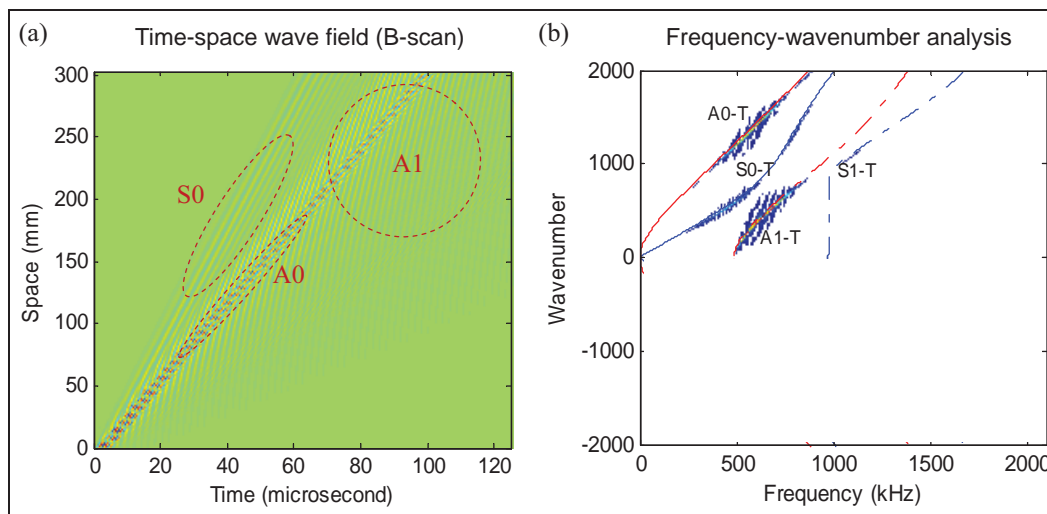 (a)
Time-space wave field (B-scan)
300
250
200
150
100
50
0
Space (mm)
S0
A0
A1
0
20
40
60
80
100
120
Time (microsecond)
(b)
Frequency-wavenumber analysis
2000
1000
0
-1000
-2000
Wavenumber
A0-T
S0-T
S1-T
A1-T
0
500
1000
1500
2000
Frequency (kHz)